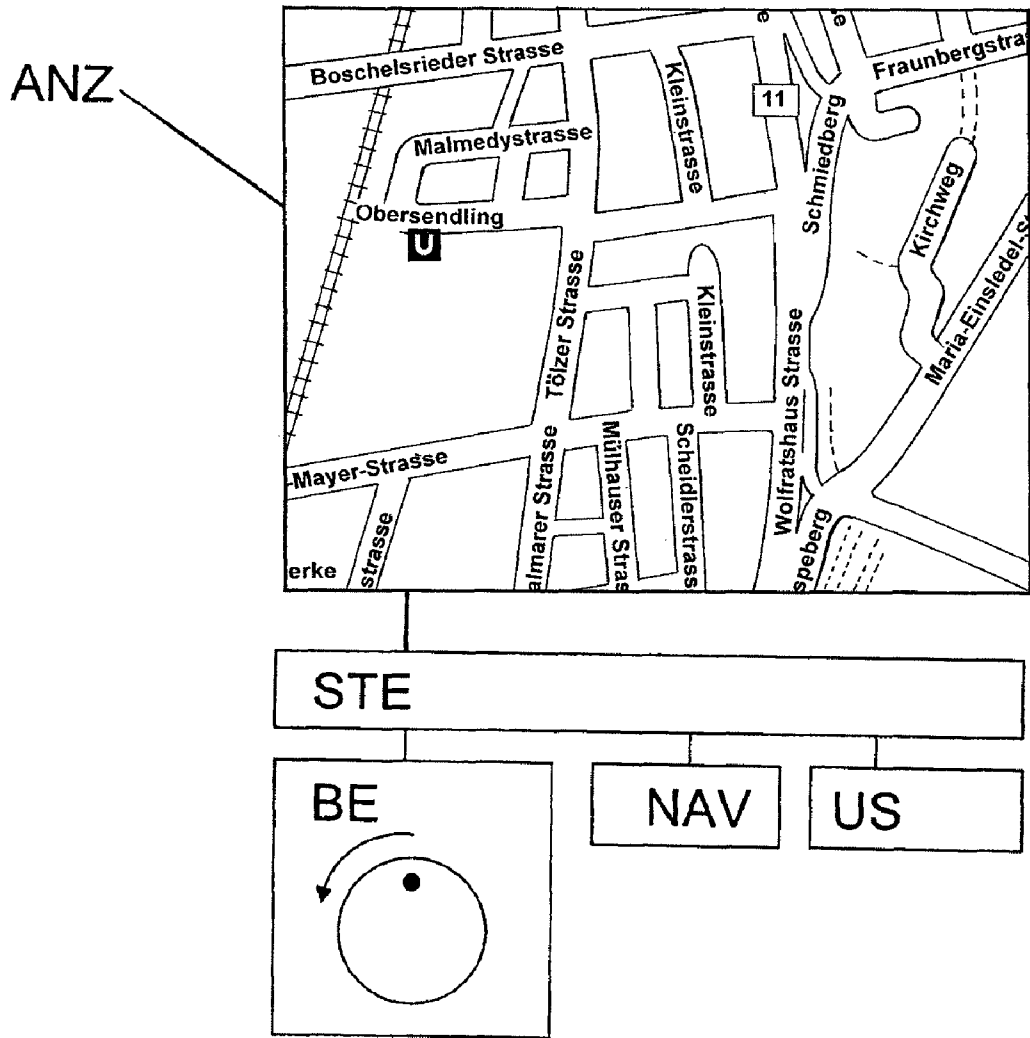 ANZ
Boschelsrieder Strasse
Fraunbergstra
Kleinstrasse
11
Malmedystrasse
Schmiedberg
Kirchweg
Obersendling
U
Maria-Einsledel-S
Tölzer Strasse
Kleinstrasse
Wolfratshaus Strasse
-Mayer-Strasse
almarer Strasse
Mülhauser Stras
Scheidlerstrass
speberg
erke
strasse
STE
BE
NAV
US